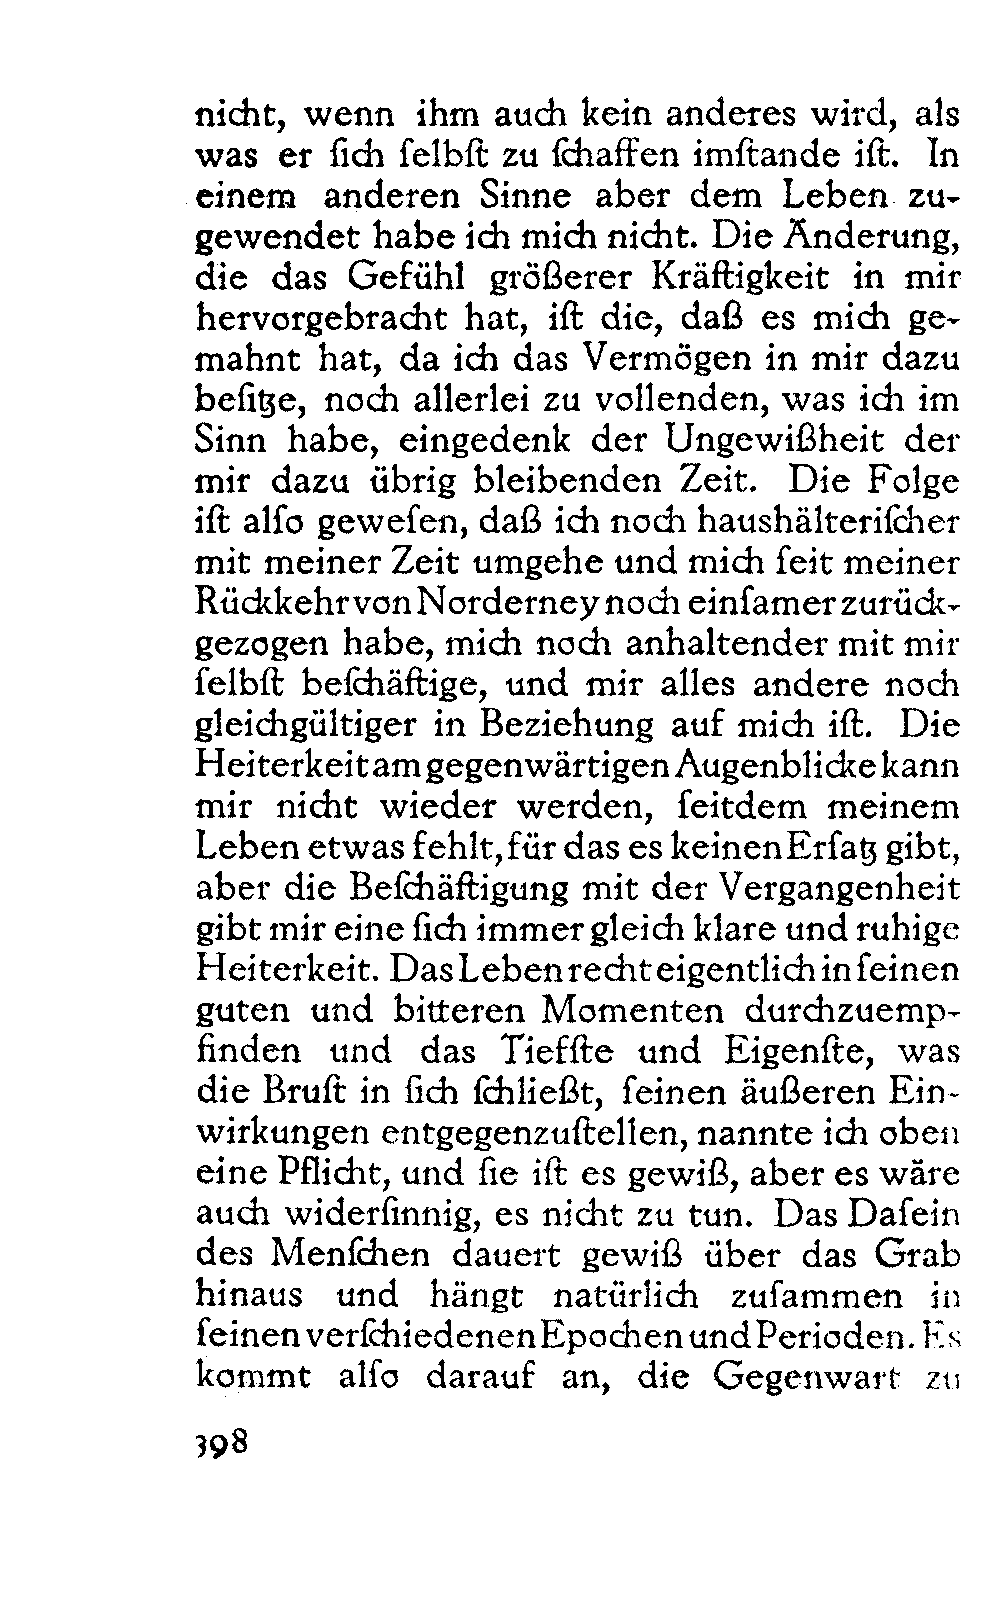 nicht, wenn ihm auch kein anderes wird, als
was er ſich ſelbſt zu ſchaffen imſtande iſt. In
einem anderen Sinne aber dem Leben zu-
gewendet habe ich mich nicht. Die Änderung,
die das Gefühl größerer Kräftigkeit in mir
hervorgebracht hat, iſt die, daß es mich ge-
mahnt hat, da ich das Vermögen in mir dazu
beſitze, noch allerlei zu vollenden, was ich im
Sinn habe, eingedenk der Ungewißheit der
mir dazu übrig bleibenden Zeit. Die Folge
iſt alſo geweſen, daß ich noch haushälteriſcher
mit meiner Zeit umgehe und mich ſeit meiner
Rückkehr von Norderney noch einſamer zurück-
gezogen habe, mich noch anhaltender mit mir
ſelbſt beſchäftige, und mir alles andere noch
gleichgültiger in Beziehung auf mich iſt. Die
Heiterkeit am gegenwärtigen Augenblicke kann
mir nicht wieder werden, ſeitdem meinem
Leben etwas fehlt, für das es keinen Erſatz gibt,
aber die Beſchäftigung mit der Vergangenheit
gibt mir eine ſich immer gleich klare und ruhige
Heiterkeit. Das Leben recht eigentlich in ſeinen
guten und bitteren Momenten durchzuemp-
finden und das Tiefſte und Eigenſte, was
die Bruſt in ſich ſchließt, ſeinen äußeren Ein-
wirkungen entgegenzuſtellen, nannte ich oben
eine Pflicht, und ſie iſt es gewiß, aber es wäre
auch widerſinnig, es nicht zu tun. Das Daſein
des Menſchen dauert gewiß über das Grab
hinaus und hängt natürlich zuſammen in
ſeinen verſchiedenen Epochen und Perioden. Es
kommt alſo darauf an, die Gegenwart zu
398